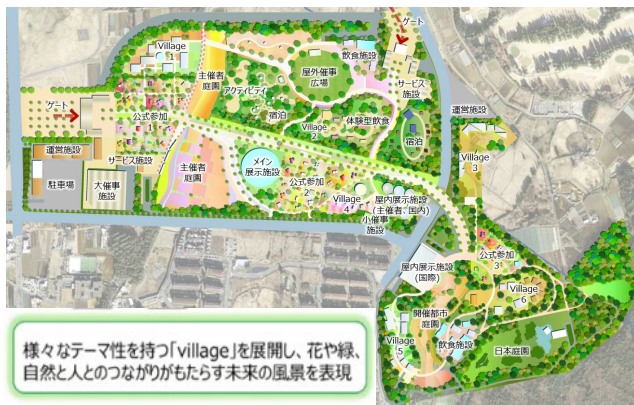 ゲート
Village
1
主催者
庭園
飲食施設
屋外催事
広場
サービス
施設
アクティビティ
宿泊
ゲート
公式参加
1
Village
2
体験型飲食
宿泊
運営施設
運営施設
サービス施設
主催者
庭園
メイン
展示施設
公式参加
2
Village
3
駐車場
大催事
施設
Village
4
屋内展示施設
(主催者、国内)
小催事
施設
公式参加
3
屋内展示施設
(国際)
Village
6
開催都市
庭園
Village
5
飲食施設
日本庭園
様々なテーマ性を持つ「village」を展開し、花や緑、
自然と人とのつながりがもたらす未来の風景を表現